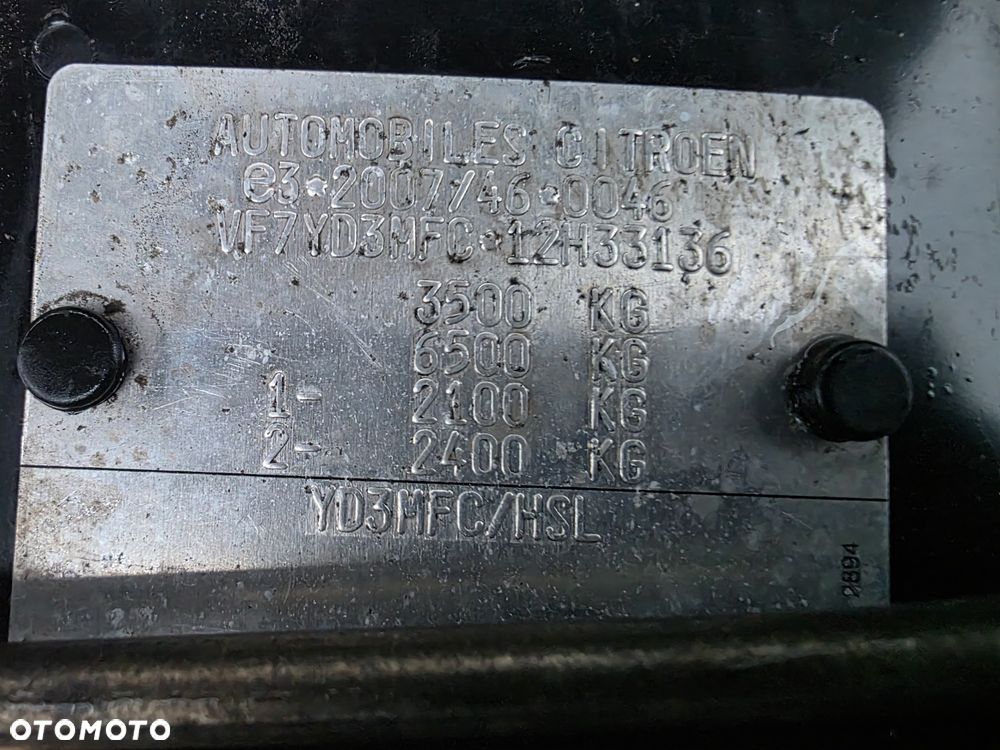 AUTOMOBILES CITROEN
e3*2007/46*0046
VF7YD3MFC*12H33136
3500 KG
6500 KG
1- 2100 KG
2- 2400 KG
YD3MFC/HSL
2894
OTOMOTO